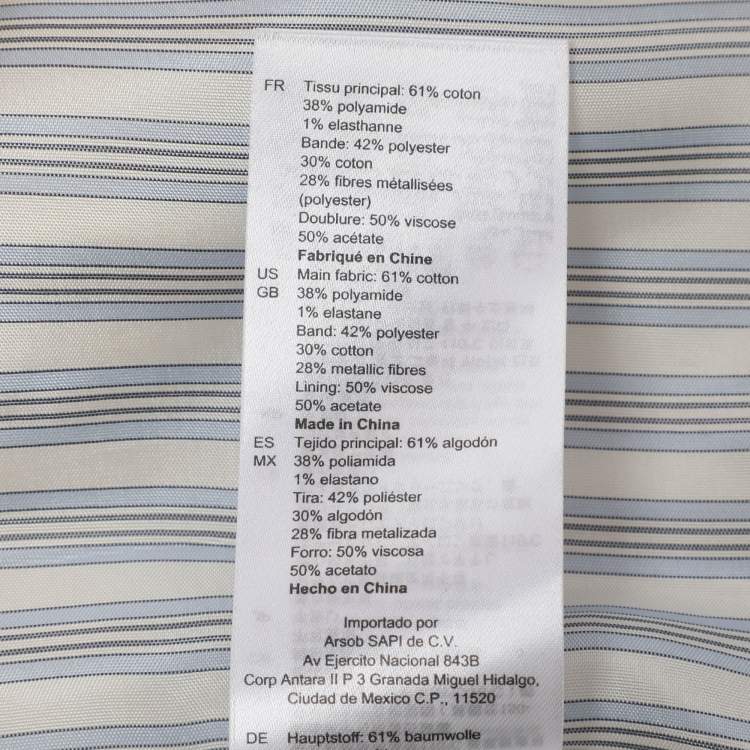 FR Tissu principal: 61% coton
38% polyamide
1% elasthanne
Bande: 42% polyester
30% coton
28% fibres métallisées
(polyester)
Doublure: 50% viscose
50% acétate
Fabriqué en Chine
US Main fabric: 61% cotton
GB 38% polyamide
1% elastane
Band: 42% polyester
30% cotton
28% metallic fibres
Lining: 50% viscose
50% acetate
Made in China
ES Tejido principal: 61% algodón
MX 38% poliamida
1% elastano
Tira: 42% poliéster
30% algodón
28% fibra metalizada
Forro: 50% viscosa
50% acetato
Hecho en China
Importado por
Arsob SAPI de C.V.
Av Ejercito Nacional 843B
Corp Antara II P 3 Granada Miguel Hidalgo,
Ciudad de Mexico C.P., 11520
DE Hauptstoff: 61% baumwolle